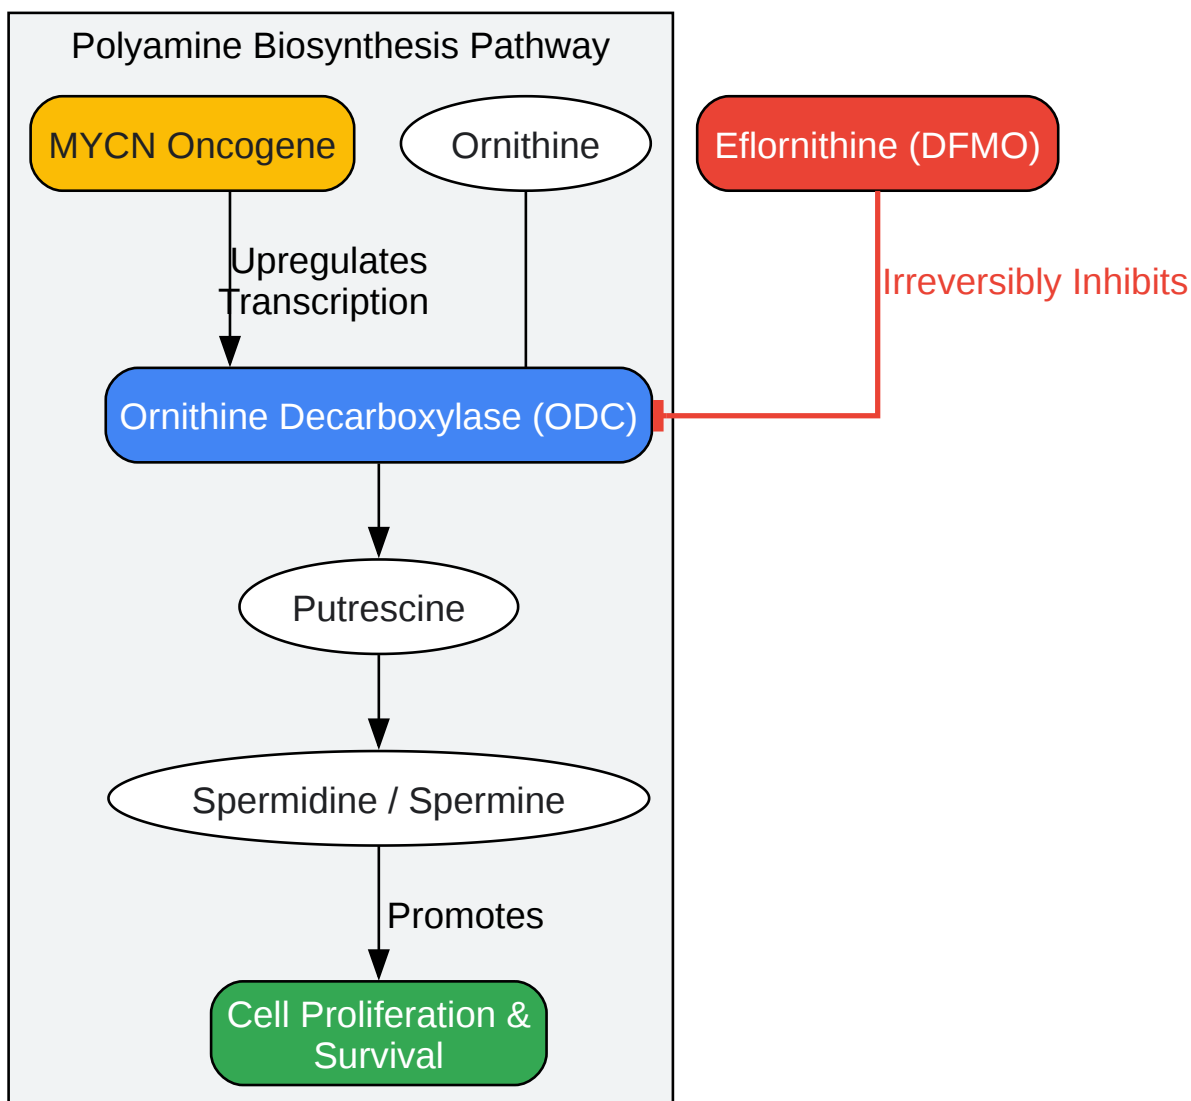 Polyamine Biosynthesis Pathway
MYCN Oncogene
Ornithine
Eflornithine (DFMO)
Upregulates
Transcription
Irreversibly Inhibits
Ornithine Decarboxylase (ODC)
Putrescine
Spermidine / Spermine
Promotes
Cell Proliferation &
Survival